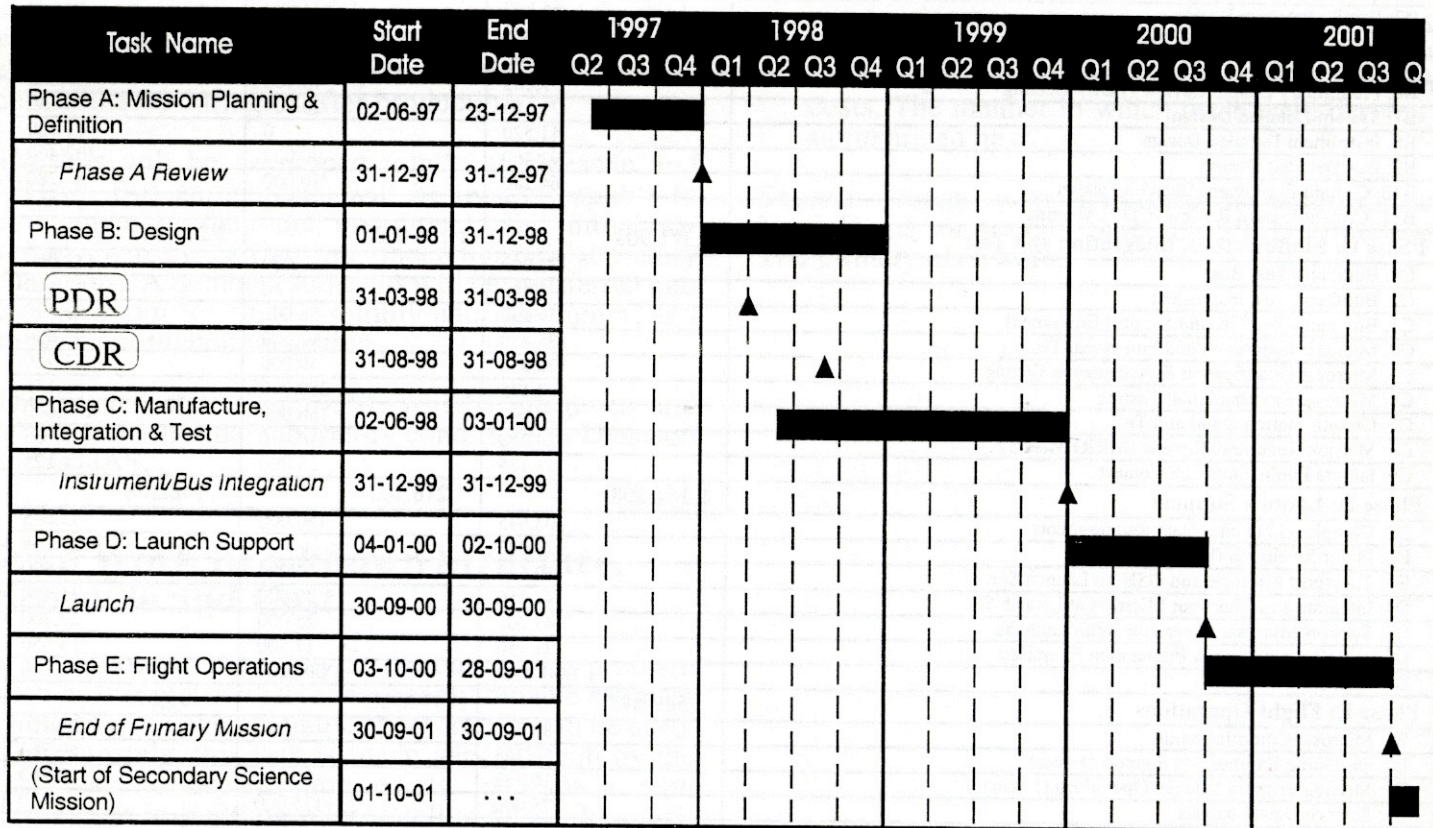 Task Name Start Date End Date 1997 1998 1999 2000 2001
Q2 Q3 Q4 Q1 Q2 Q3 Q4 Q1 Q2 Q3 Q4 Q1 Q2 Q3 Q4 Q1 Q2 Q3
Phase A: Mission Planning &
Definition 02-06-97 23-12-97
Fhase A Review 31-12-97 31-12-97
Phase B: Design 01-01-98 31-12-98
PDR 31-03-98 31-03-98
CDR 31-08-98 31-08-98
Phase C: Manufacture,
Integration & Test 02-06-98 03-01-00
Instrument/Bus Integration 31-12-99 31-12-99
Phase D: Launch Support 04-01-00 02-10-00
Launch 30-09-00 30-09-00
Phase E: Flight Operations 03-10-00 28-09-01
End of Primary Mission 30-09-01 30-09-01
(Start of Secondary Science
Mission) 01-10-01 . . .